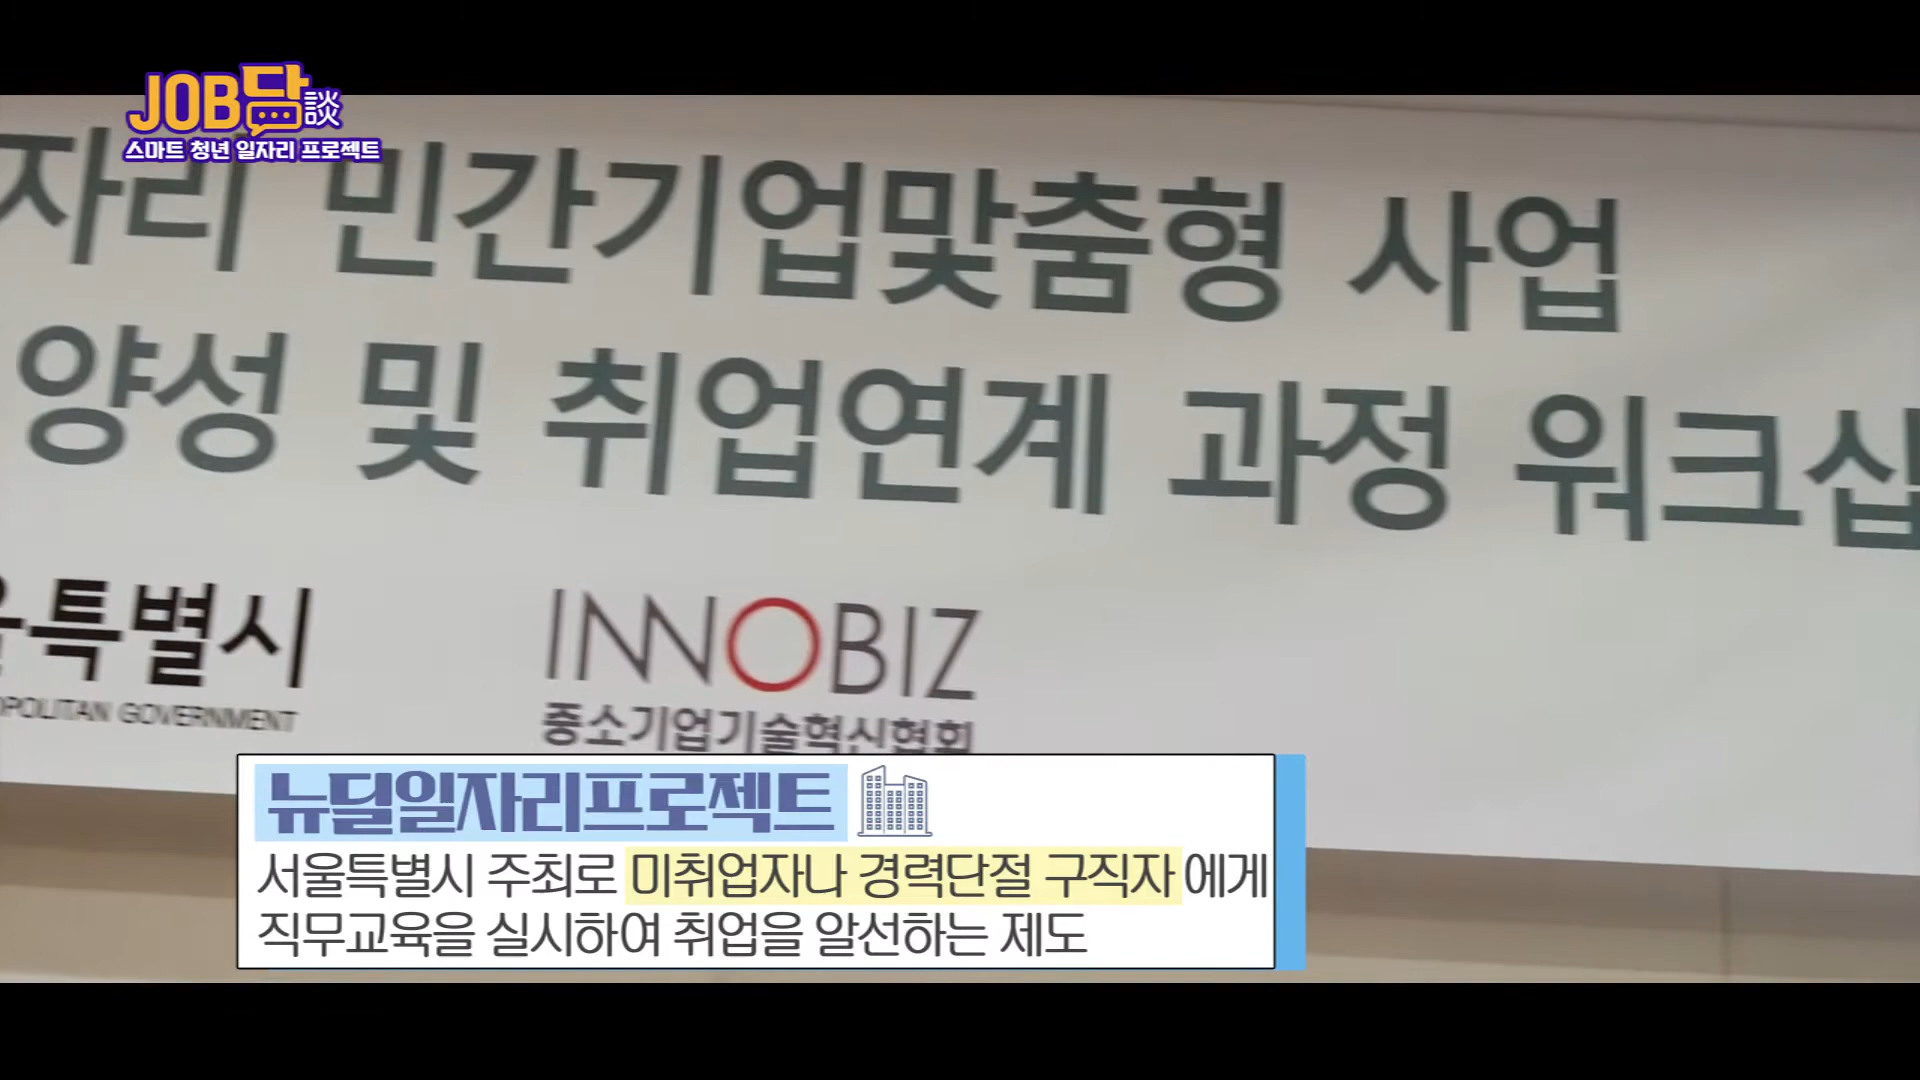 JOB담談
스마트 청년 일자리 프로젝트
자리 민간기업맞춤형 사업
양성 및 취업연계 과정 워크십
특별시
POLITAN GOVERNMENT
INNOBIZ
중소기업기술혁신협회
뉴딜일자리프로젝트
서울특별시 주최로 미취업자나 경력단절 구직자에게
직무교육을 실시하여 취업을 알선하는 제도